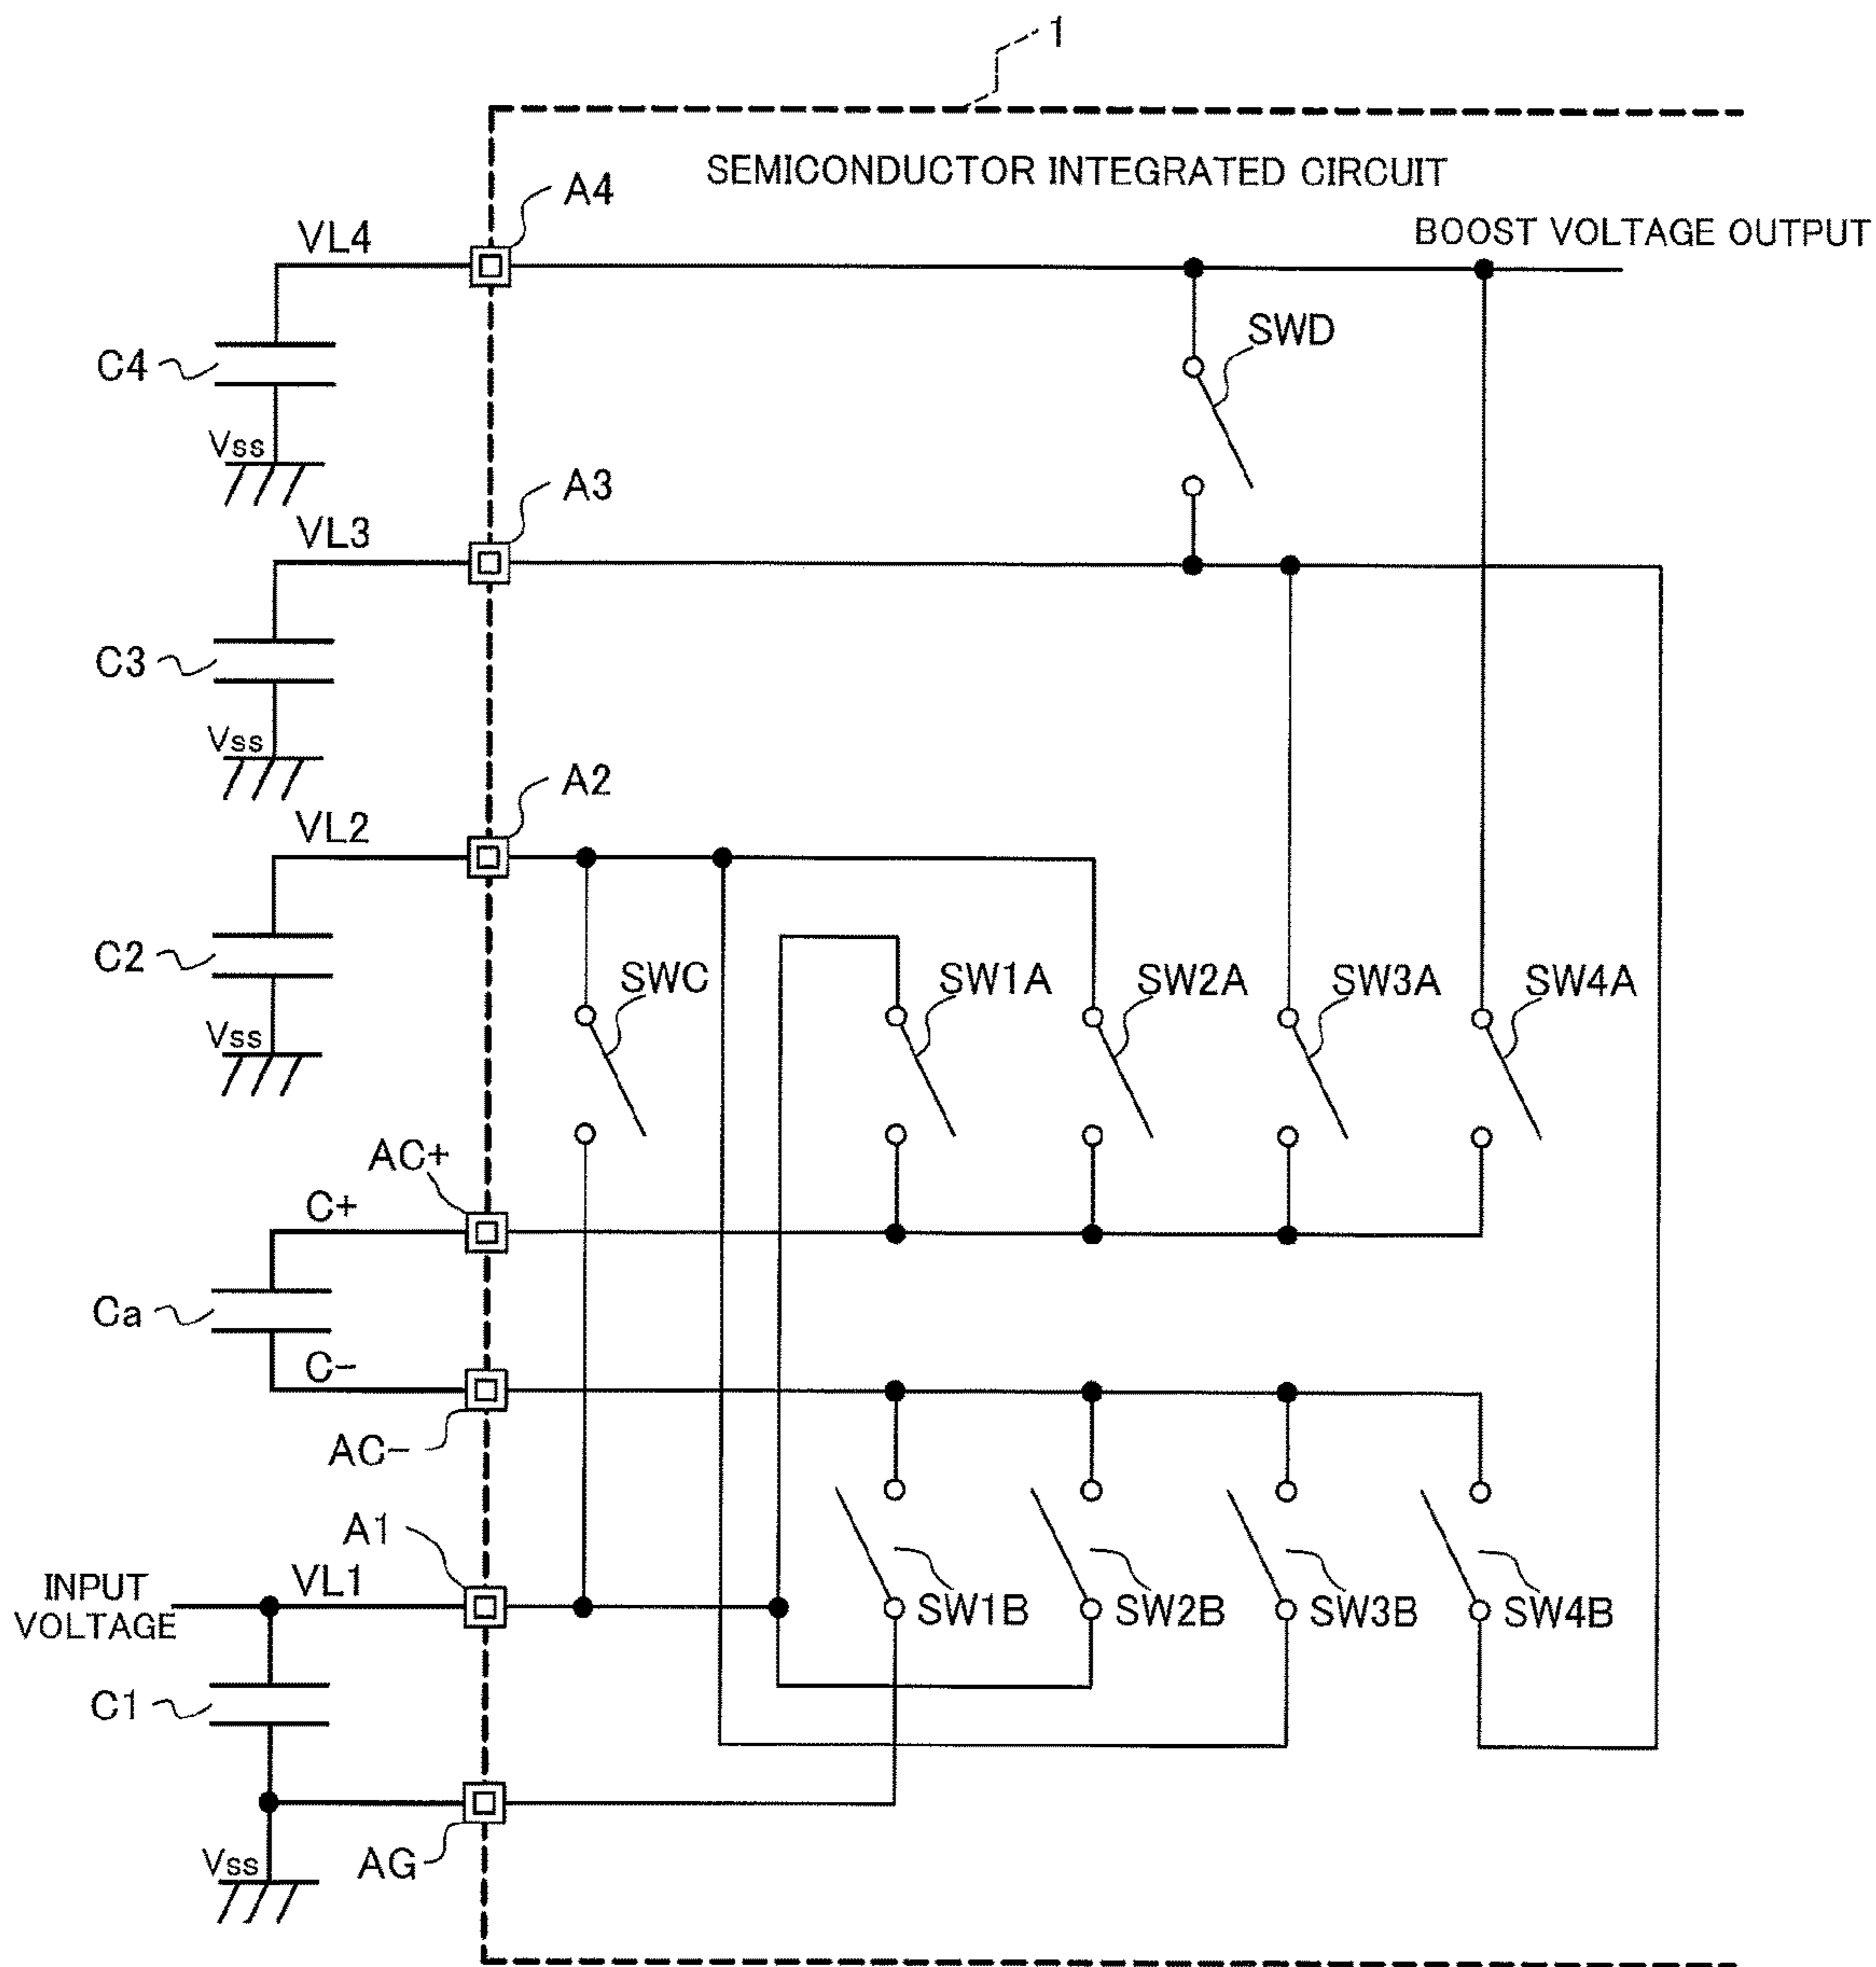 1
SEMICONDUCTOR INTEGRATED CIRCUIT
A4
BOOST VOLTAGE OUTPUT
VL4
SWD
C4
Vss
A3
VL3
C3
Vss
A2
VL2
C2
SWC
SW1A
SW2A
SW3A
SW4A
Vss
AC+
C+
Ca
C-
AC-
A1
INPUT
VOLTAGE
VL1
SW1B
SW2B
SW3B
SW4B
C1
Vss
AG